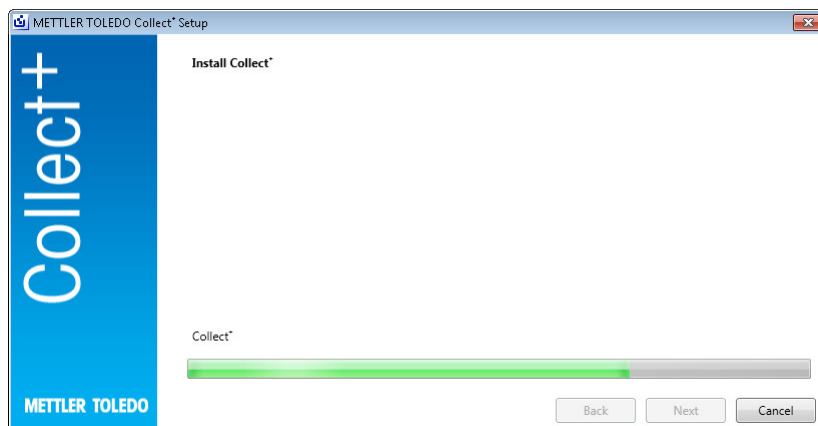 METTLER TOLEDO Collect⁺ Setup
Collect+
Install Collect⁺
Collect⁺
METTLER TOLEDO
Back
Next
Cancel